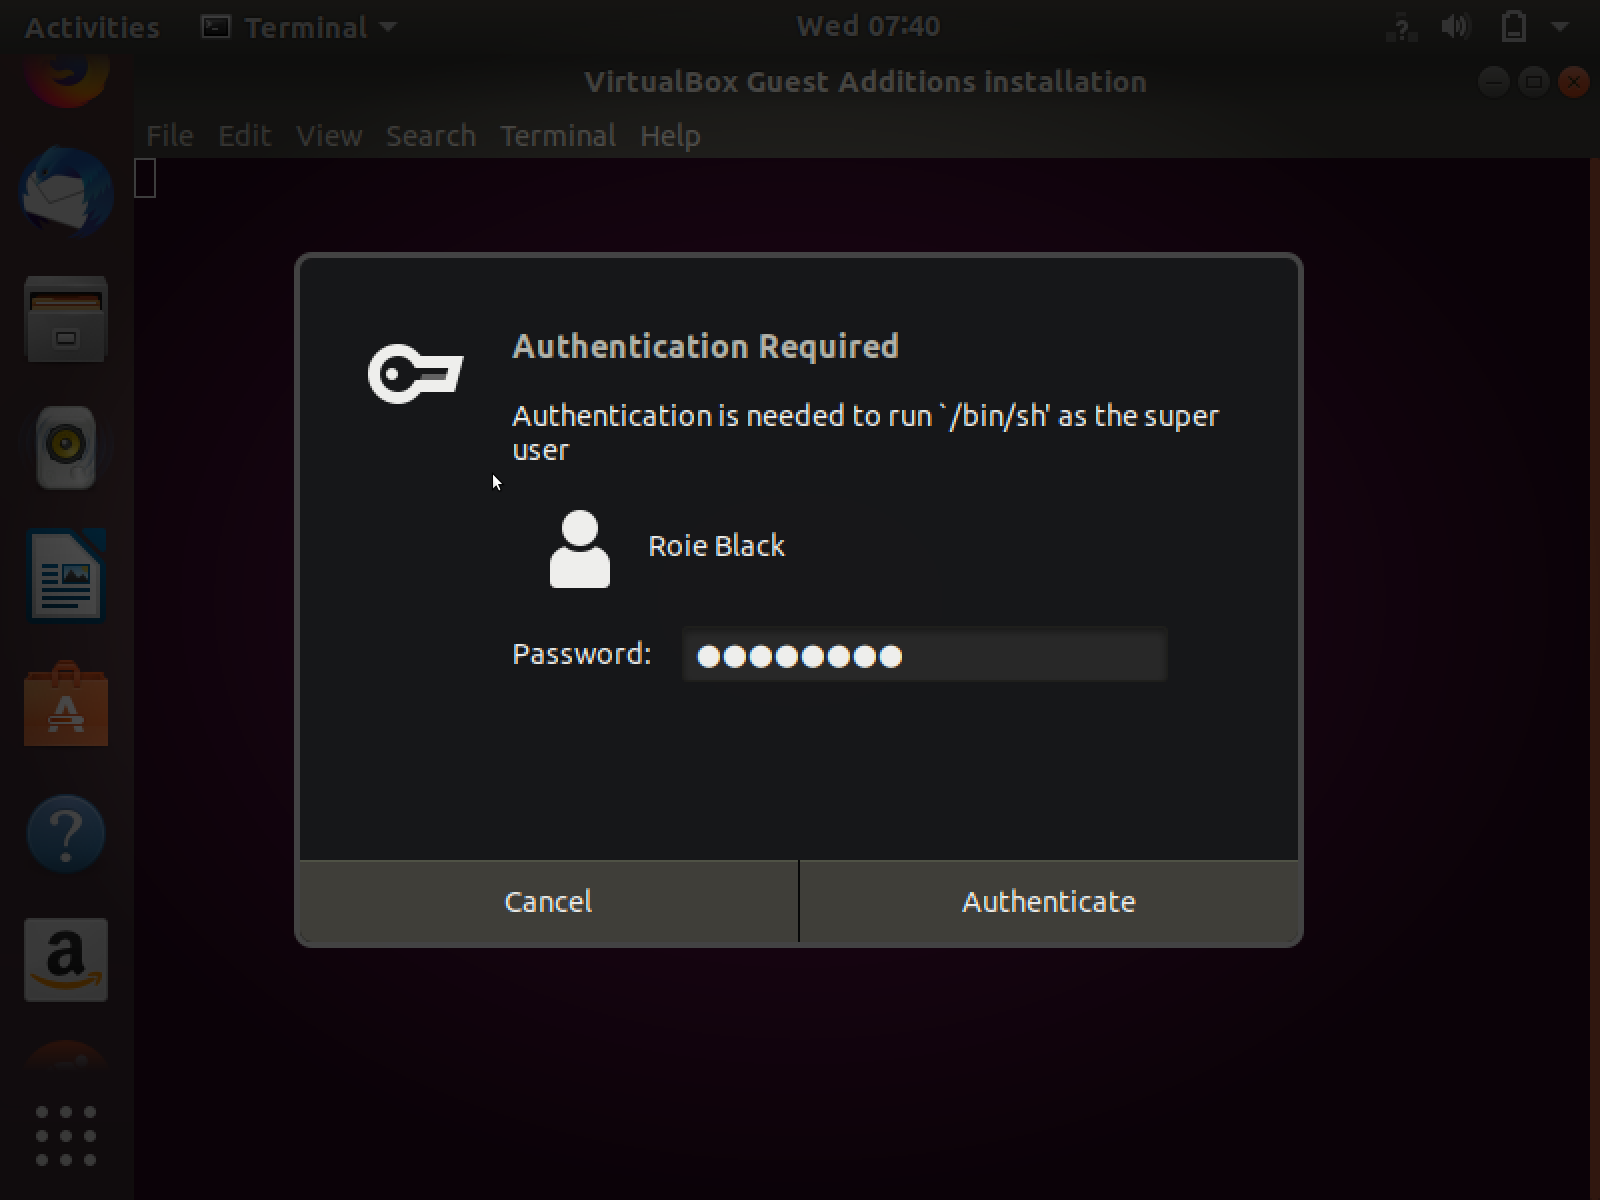 Activities Terminal Wed 07:40
VirtualBox Guest Additions installation
File Edit View Search Terminal Help
Authentication Required
Authentication is needed to run `/bin/sh' as the super
user
Roie Black
Password: ●●●●●●●●
Cancel Authenticate